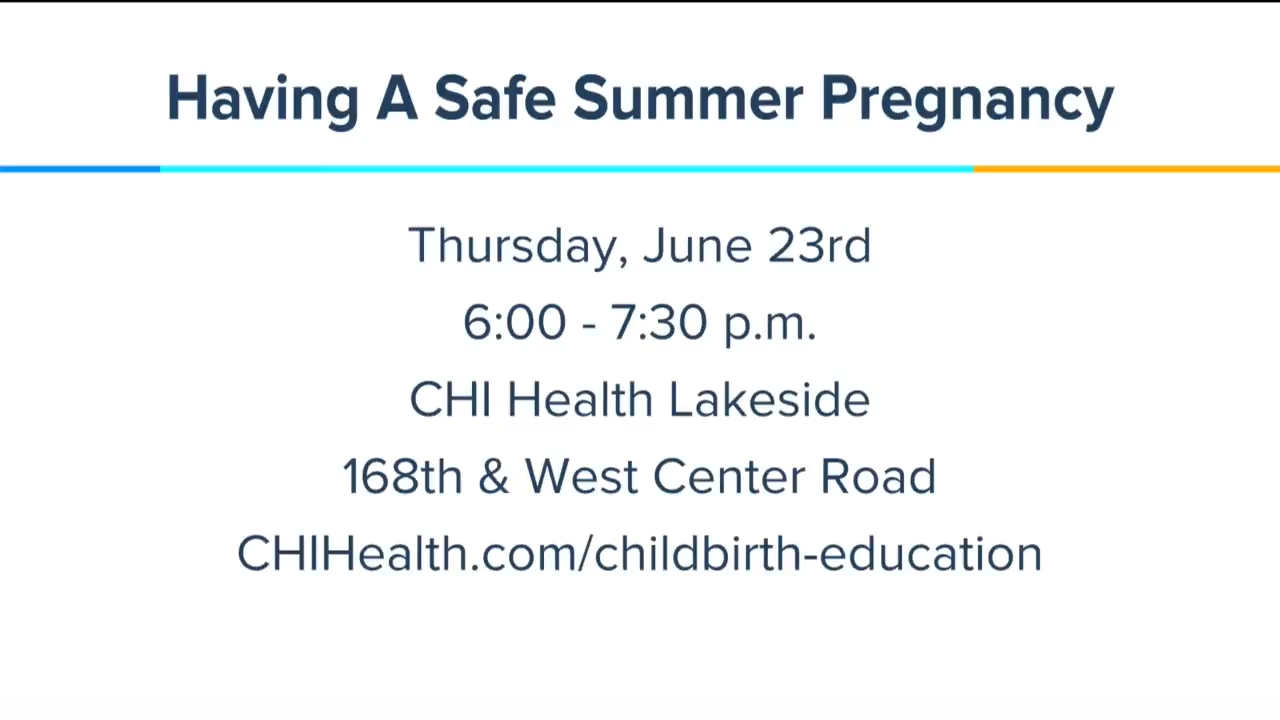 Having A Safe Summer Pregnancy
Thursday, June 23rd
6:00 - 7:30 p.m.
CHI Health Lakeside
168th & West Center Road
CHIHealth.com/childbirth-education